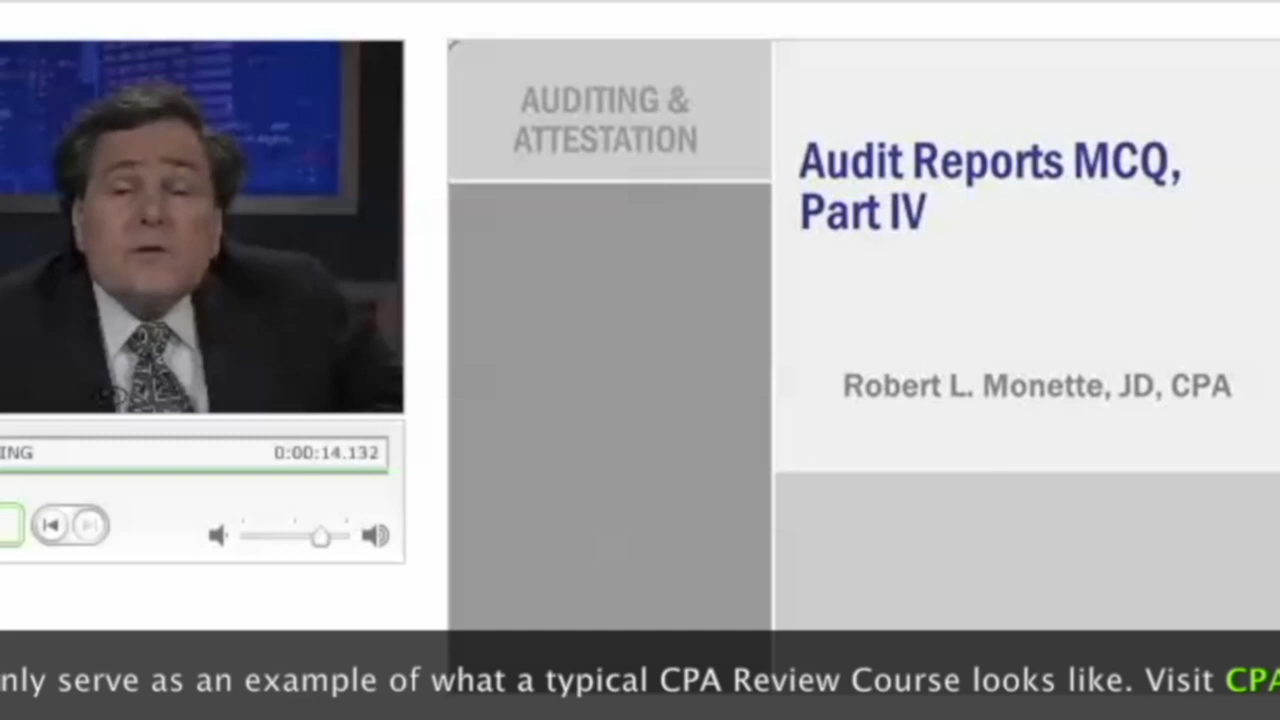 AUDITING &
ATTESTATION
Audit Reports MCQ,
Part IV
Robert L. Monette, JD, CPA
ING 0:00:14.132
nly serve as an example of what a typical CPA Review Course looks like. Visit CPA